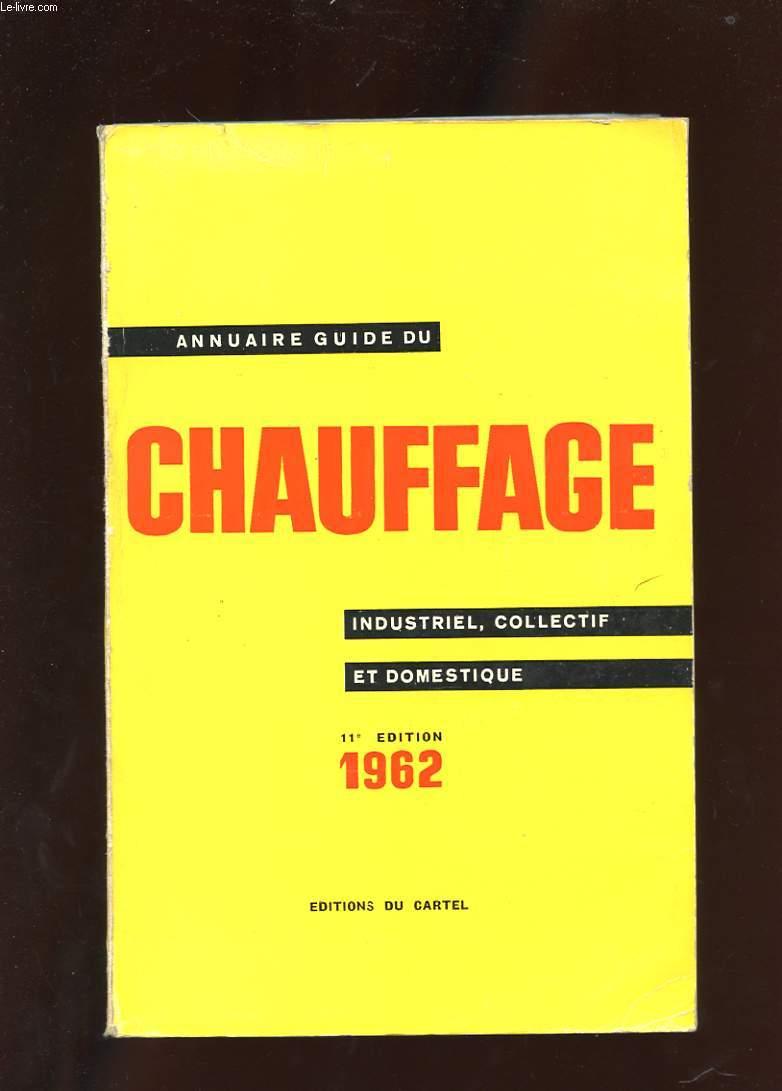 Le-livre.com
ANNUAIRE GUIDE DU
CHAUFFAGE
INDUSTRIEL, COLLECTIF
ET DOMESTIQUE
11e EDITION
1962
EDITIONS DU CARTEL